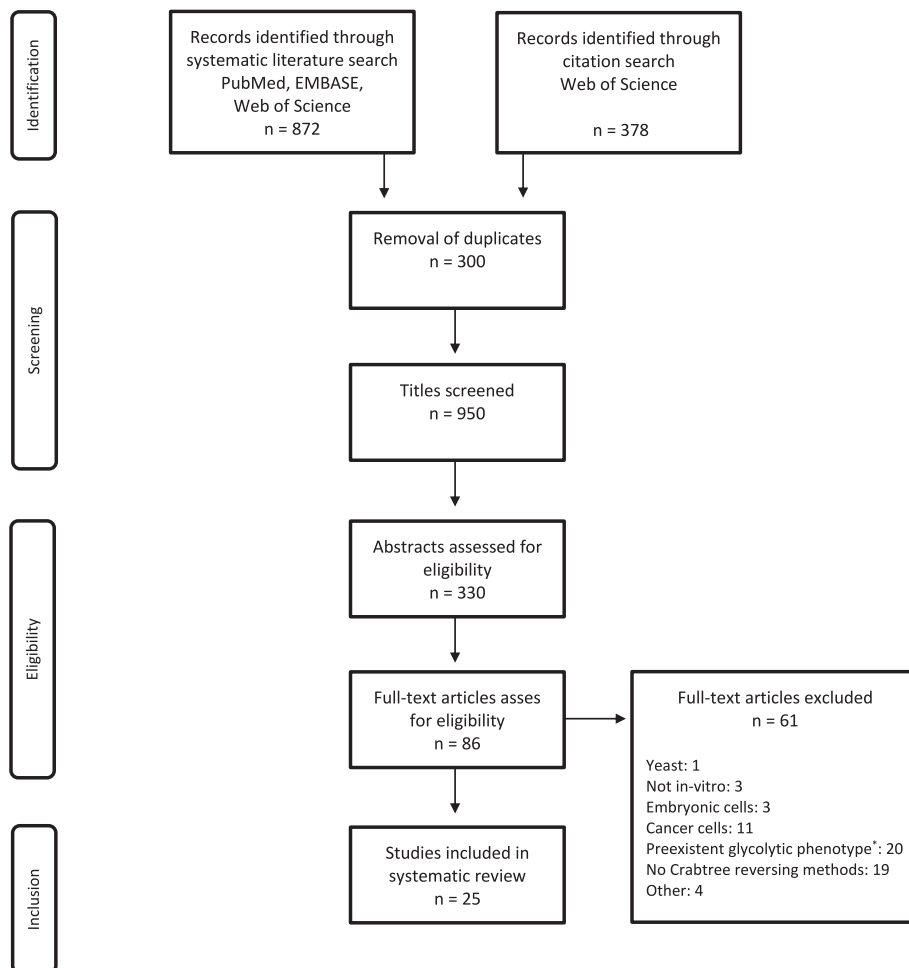 Identification
Records identified through
systematic literature search
PubMed, EMBASE,
Web of Science
n = 872
Records identified through
citation search
Web of Science
n = 378
Screening
Removal of duplicates
n = 300
Titles screened
n = 950
Eligibility
Abstracts assessed for
eligibility
n = 330
Full-text articles asses
for eligibility
n = 86
Full-text articles excluded
n = 61
Yeast: 1
Not in-vitro: 3
Embryonic cells: 3
Cancer cells: 11
Preexistent glycolytic phenotype*: 20
No Crabtree reversing methods: 19
Other: 4
Inclusion
Studies included in
systematic review
n = 25